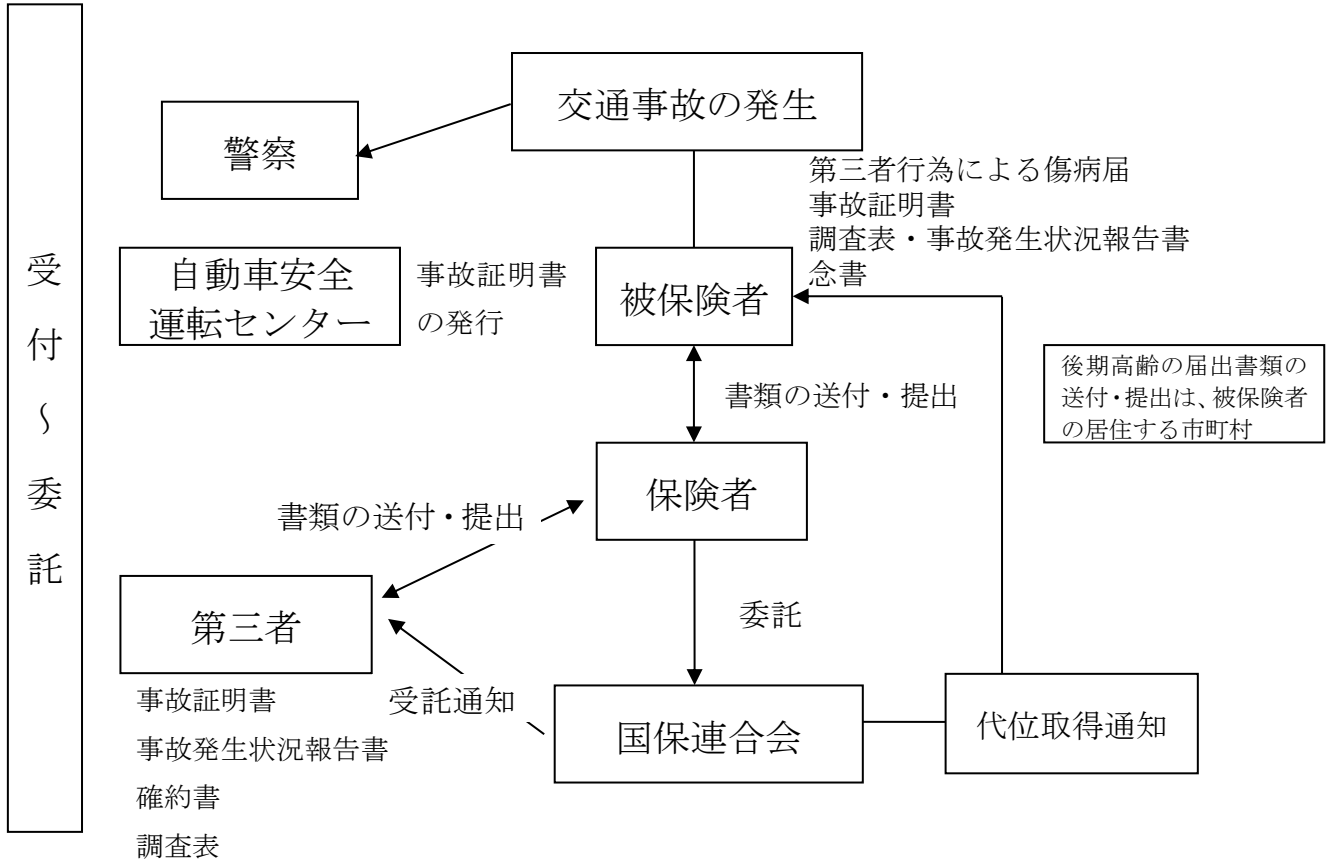 受付～委託
交通事故の発生
警察
第三者行為による傷病届
事故証明書
調査表・事故発生状況報告書
念書
自動車安全
運転センター
事故証明書
の発行
被保険者
後期高齢の届出書類の
送付・提出は、被保険者
の居住する市町村
書類の送付・提出
保険者
書類の送付・提出
第三者
委託
事故証明書
事故発生状況報告書
確約書
調査表
受託通知
国保連合会
代位取得通知